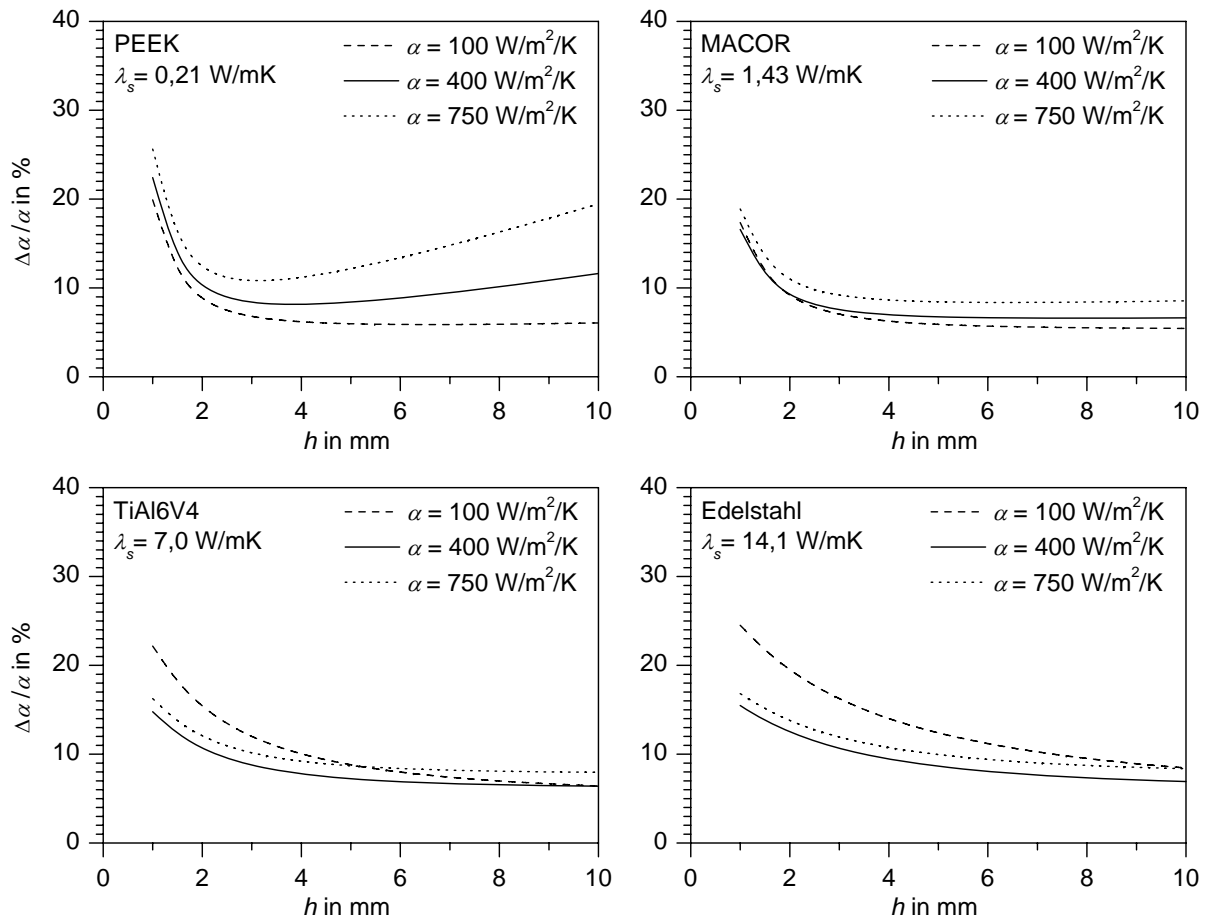 40
30
20
10
0
Δα/α in %
PEEK
λs= 0,21 W/mK
α = 100 W/m²/K
α = 400 W/m²/K
α = 750 W/m²/K
0 2 4 6 8 10
h in mm
40
30
20
10
0
MACOR
λs= 1,43 W/mK
α = 100 W/m²/K
α = 400 W/m²/K
α = 750 W/m²/K
0 2 4 6 8 10
h in mm
40
30
20
10
0
Δα/α in %
TiAl6V4
λs= 7,0 W/mK
α = 100 W/m²/K
α = 400 W/m²/K
α = 750 W/m²/K
0 2 4 6 8 10
h in mm
40
30
20
10
0
Edelstahl
λs= 14,1 W/mK
α = 100 W/m²/K
α = 400 W/m²/K
α = 750 W/m²/K
0 2 4 6 8 10
h in mm